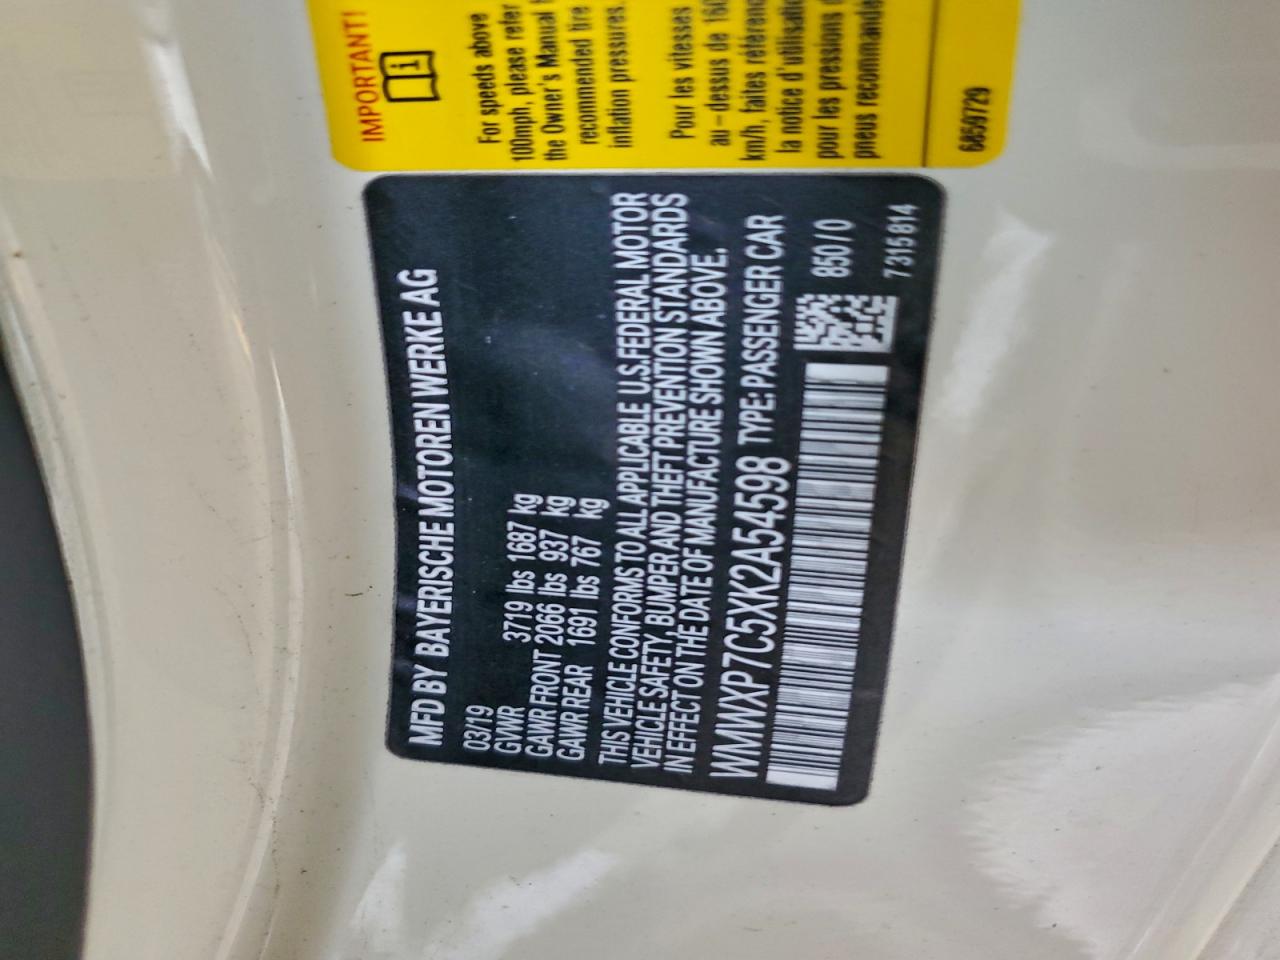 IMPORTANT!
For speeds above
100mph, please refer
the Owner's Manual
recommended tire
inflation pressures.
Pour les vitesses
au-dessus de 160
km/h, faites référenc
la notice d'utilisatio
pour les pressions d
pneus recommandé
6859729
MFD BY BAYERISCHE MOTOREN WERKE AG
03/19
GVWR 3719 lbs 1687 kg
GAWR FRONT 2066 lbs 937 kg
GAWR REAR 1691 lbs 767 kg
THIS VEHICLE CONFORMS TO ALL APPLICABLE U.S.FEDERAL MOTOR
VEHICLE SAFETY, BUMPER AND THEFT PREVENTION STANDARDS
IN EFFECT ON THE DATE OF MANUFACTURE SHOWN ABOVE.
WMWXP7C5XK2A54598 TYPE: PASSENGER CAR
850/0
7315814